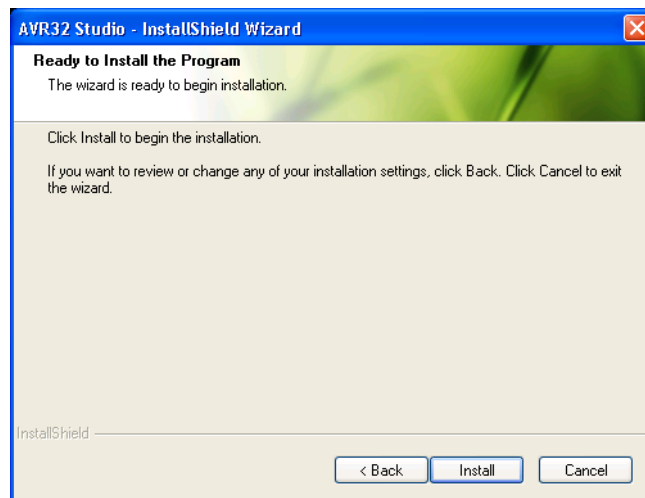 AVR32 Studio - InstallShield Wizard
Ready to Install the Program
The wizard is ready to begin installation.
Click Install to begin the installation.
If you want to review or change any of your installation settings, click Back. Click Cancel to exit
the wizard.
InstallShield
< Back
Install
Cancel